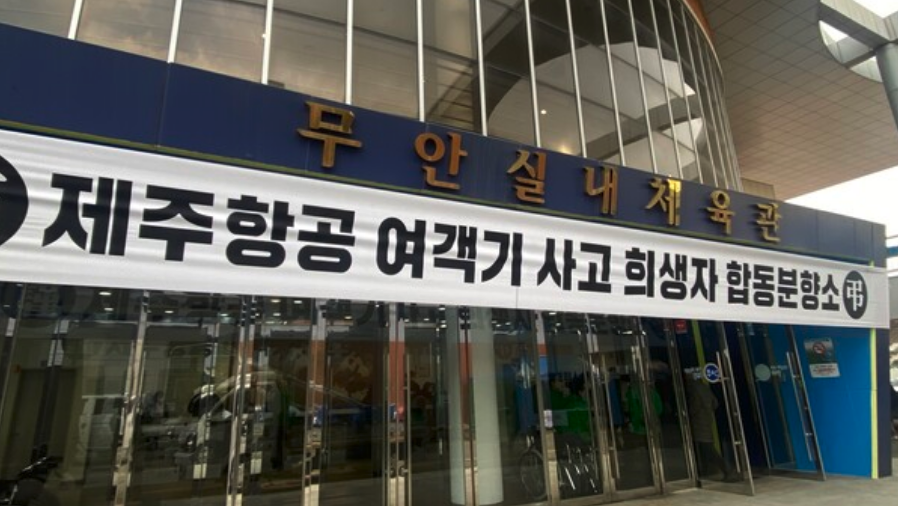 무안실내체육관
제주항공 여객기 사고 희생자 합동분향소 弔